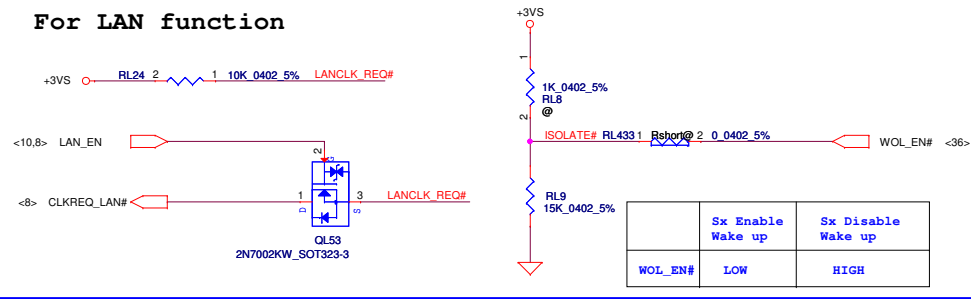 For LAN function
+3VS
RL24 2 1 10K_0402_5% LANCLK_REQ#
+3VS
<10,8> LAN_EN
2
G
<8> CLKREQ_LAN#
1
D
3
S
LANCLK_REQ#
QL53
2N7002KW_SOT323-3
+3VS
1
1K_0402_5%
RL8
@
2
ISOLATE# RL433 1 Rshort@ 2 0_0402_5%
WOL_EN# <36>
RL9
15K_0402_5%
Sx Enable Wake up
Sx Disable Wake up
WOL_EN# LOW HIGH